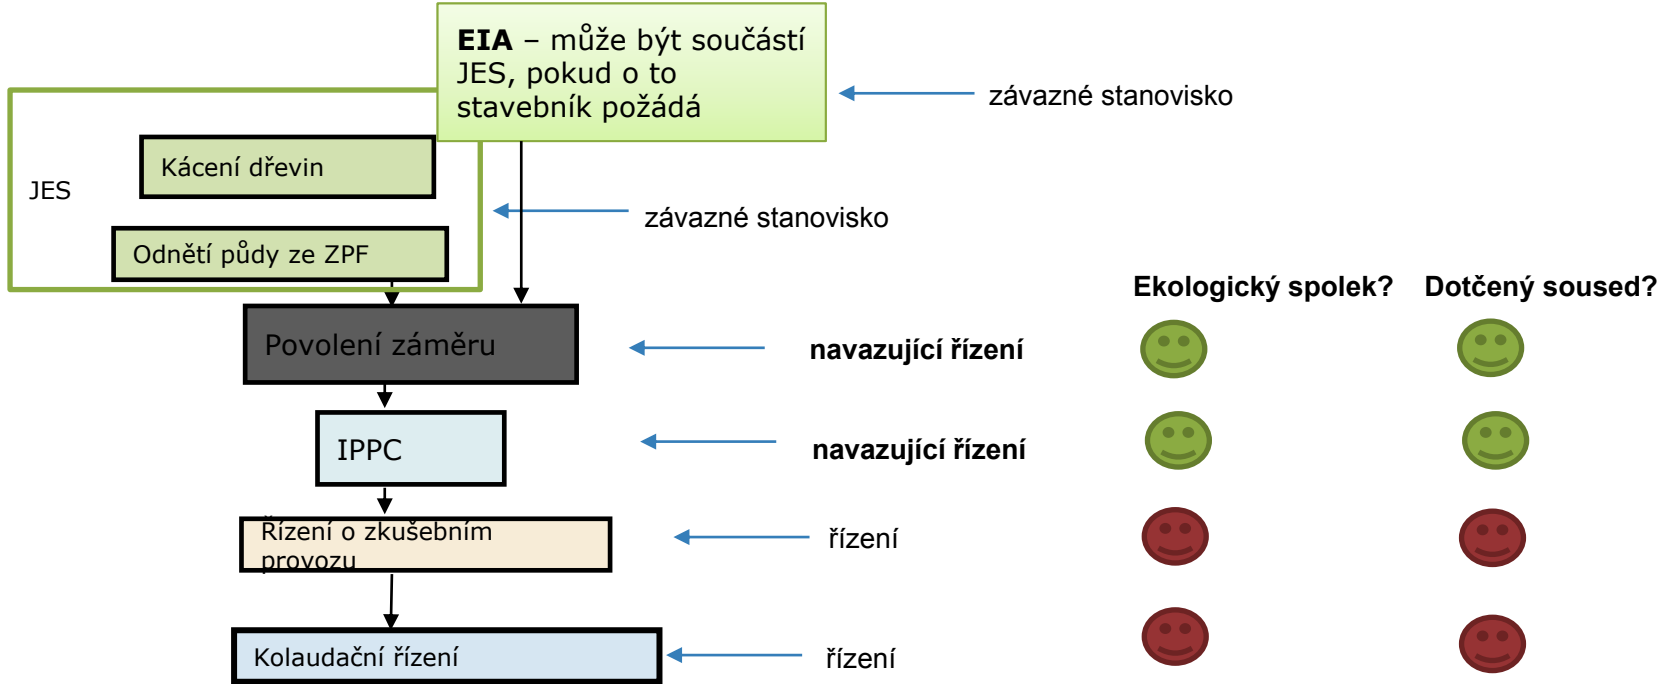 EIA – může být součástí
JES, pokud o to
stavebník požádá
závazné stanovisko
Kácení dřevin
JES
závazné stanovisko
Odnětí půdy ze ZPF
Ekologický spolek? Dotčený soused?
Povolení záměru
navazující řízení
IPPC
navazující řízení
Řízení o zkušebním
provozu
řízení
Kolaudační řízení
řízení